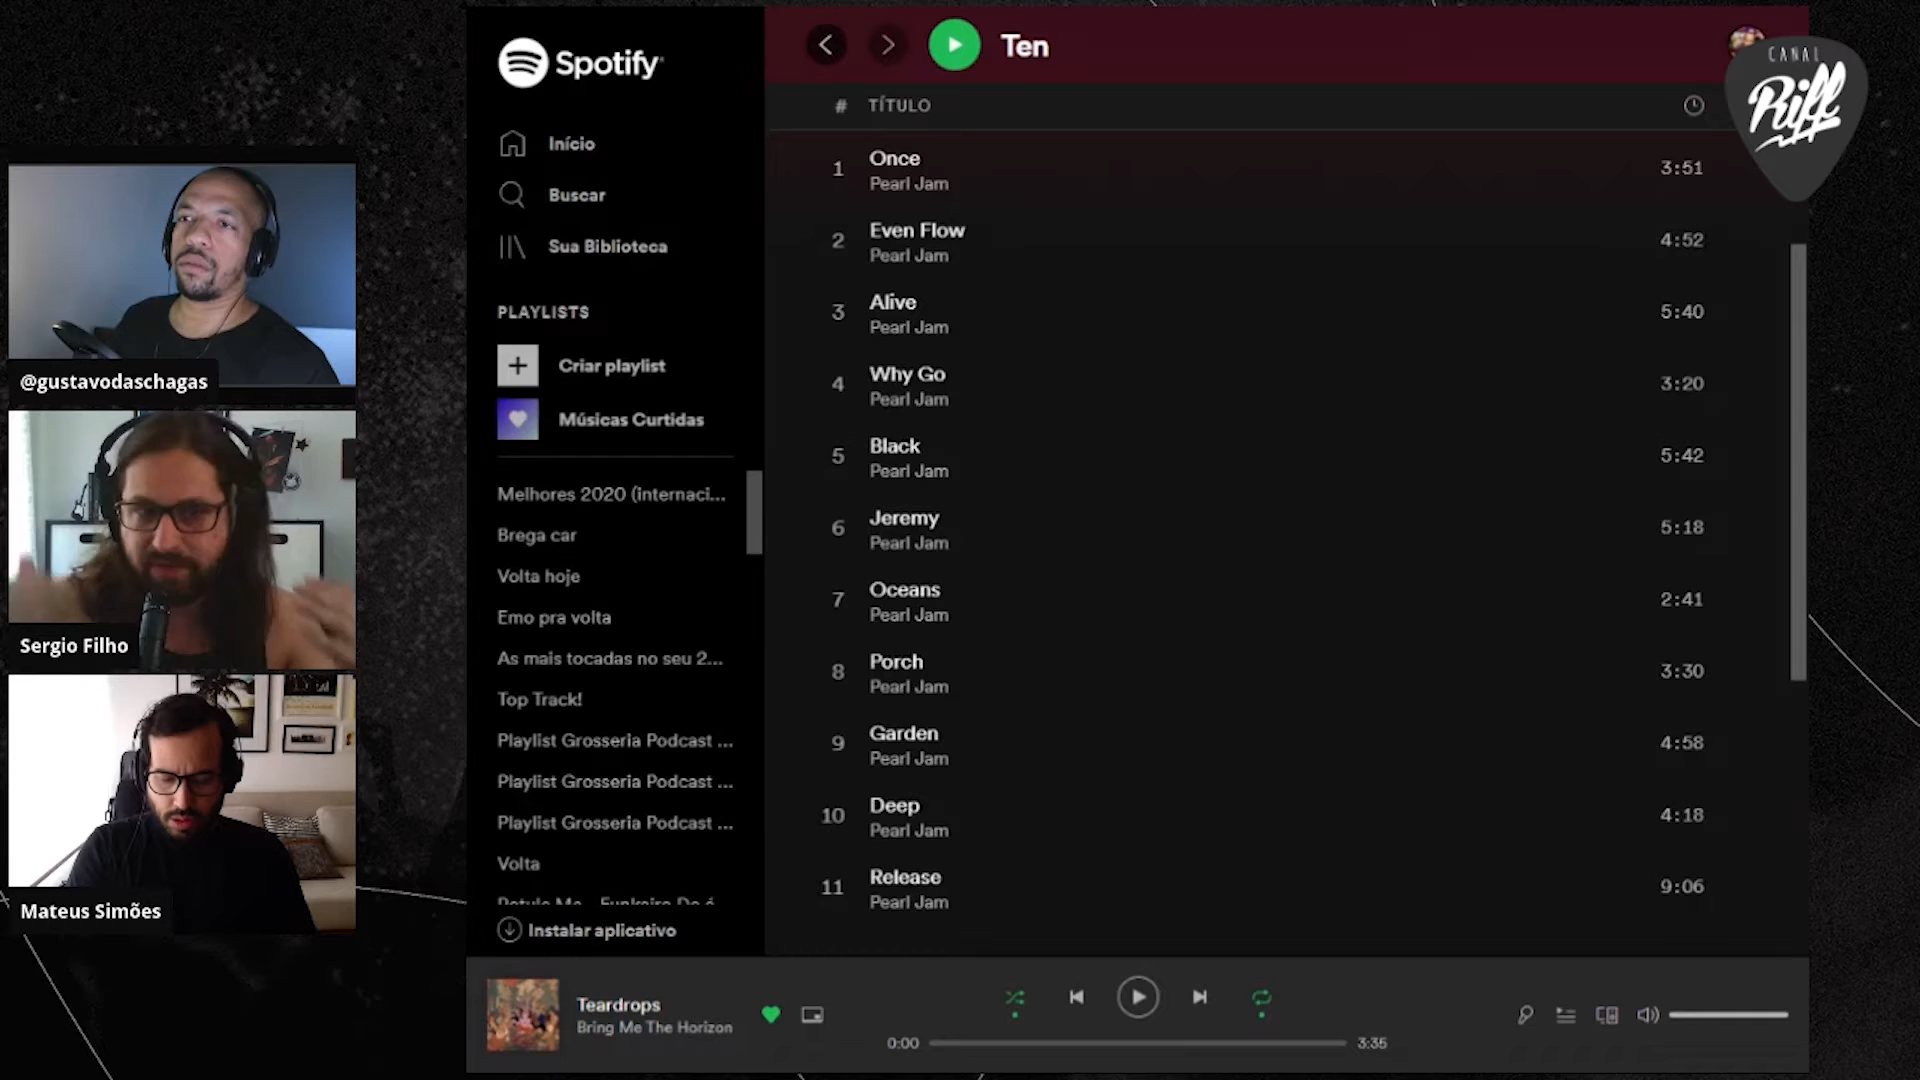 Spotify
Início
Buscar
Sua Biblioteca
PLAYLISTS
Criar playlist
Músicas Curtidas
Melhores 2020 (internaci...
Brega car
Volta hoje
Emo pra volta
As mais tocadas no seu 2...
Top Track!
Playlist Grosseria Podcast ...
Playlist Grosseria Podcast ...
Playlist Grosseria Podcast ...
Volta
Instalar aplicativo
Ten
# TÍTULO
1 Once 3:51
Pearl Jam
2 Even Flow 4:52
Pearl Jam
3 Alive 5:40
Pearl Jam
4 Why Go 3:20
Pearl Jam
5 Black 5:42
Pearl Jam
6 Jeremy 5:18
Pearl Jam
7 Oceans 2:41
Pearl Jam
8 Porch 3:30
Pearl Jam
9 Garden 4:58
Pearl Jam
10 Deep 4:18
Pearl Jam
11 Release 9:06
Pearl Jam
CANAL
Riff
@gustavodaschagas
Sergio Filho
Mateus Simões
Teardrops
Bring Me The Horizon
0:00 3:35